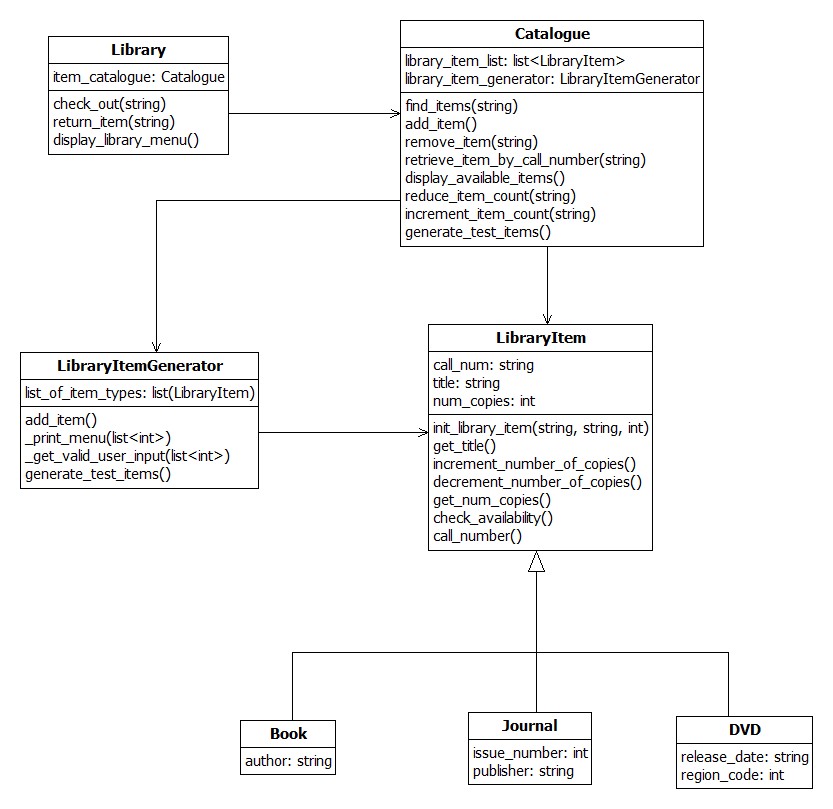 Library
item_catalogue: Catalogue
check_out(string)
return_item(string)
display_library_menu()
Catalogue
library_item_list: list<LibraryItem>
library_item_generator: LibraryItemGenerator
find_items(string)
add_item()
remove_item(string)
retrieve_item_by_call_number(string)
display_available_items()
reduce_item_count(string)
increment_item_count(string)
generate_test_items()
LibraryItemGenerator
list_of_item_types: list(LibraryItem)
add_item()
_print_menu(list<int>)
_get_valid_user_input(list<int>)
generate_test_items()
LibraryItem
call_num: string
title: string
num_copies: int
init_library_item(string, string, int)
get_title()
increment_number_of_copies()
decrement_number_of_copies()
get_num_copies()
check_availability()
call_number()
Book
author: string
Journal
issue_number: int
publisher: string
DVD
release_date: string
region_code: int